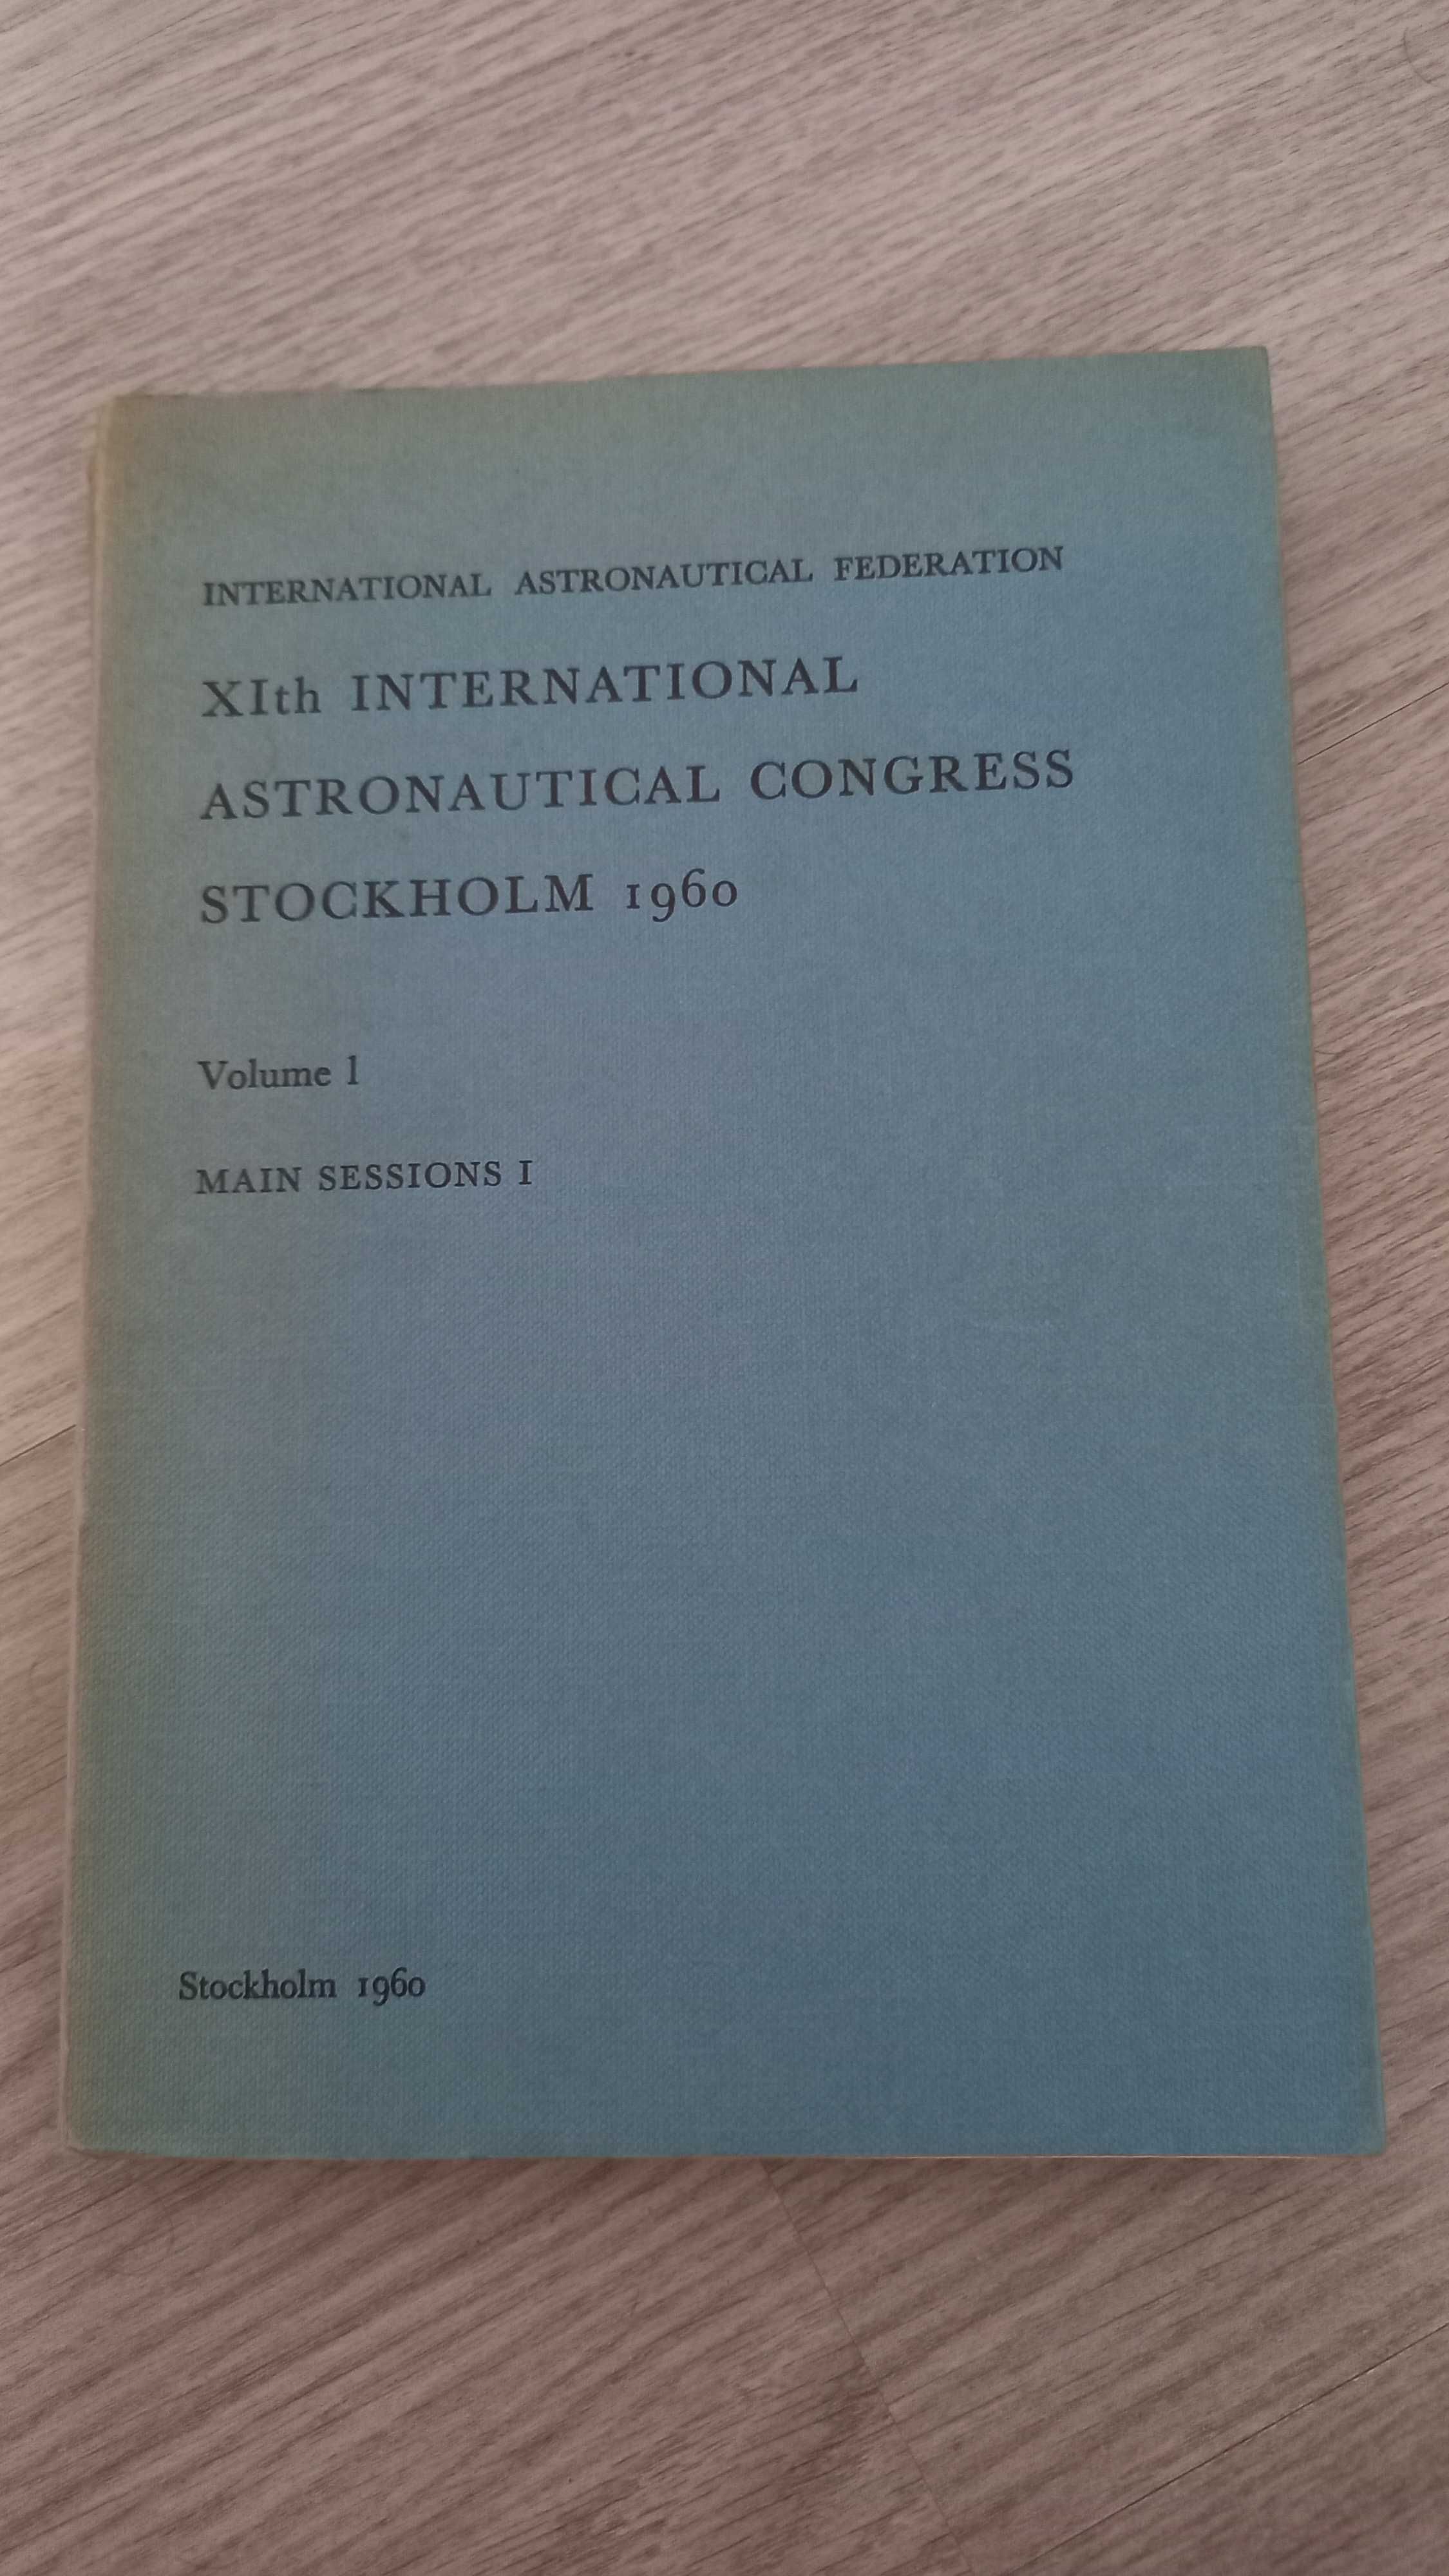 INTERNATIONAL ASTRONAUTICAL FEDERATION
XIth INTERNATIONAL
ASTRONAUTICAL CONGRESS
STOCKHOLM 1960
Volume 1
MAIN SESSIONS I
Stockholm 1960